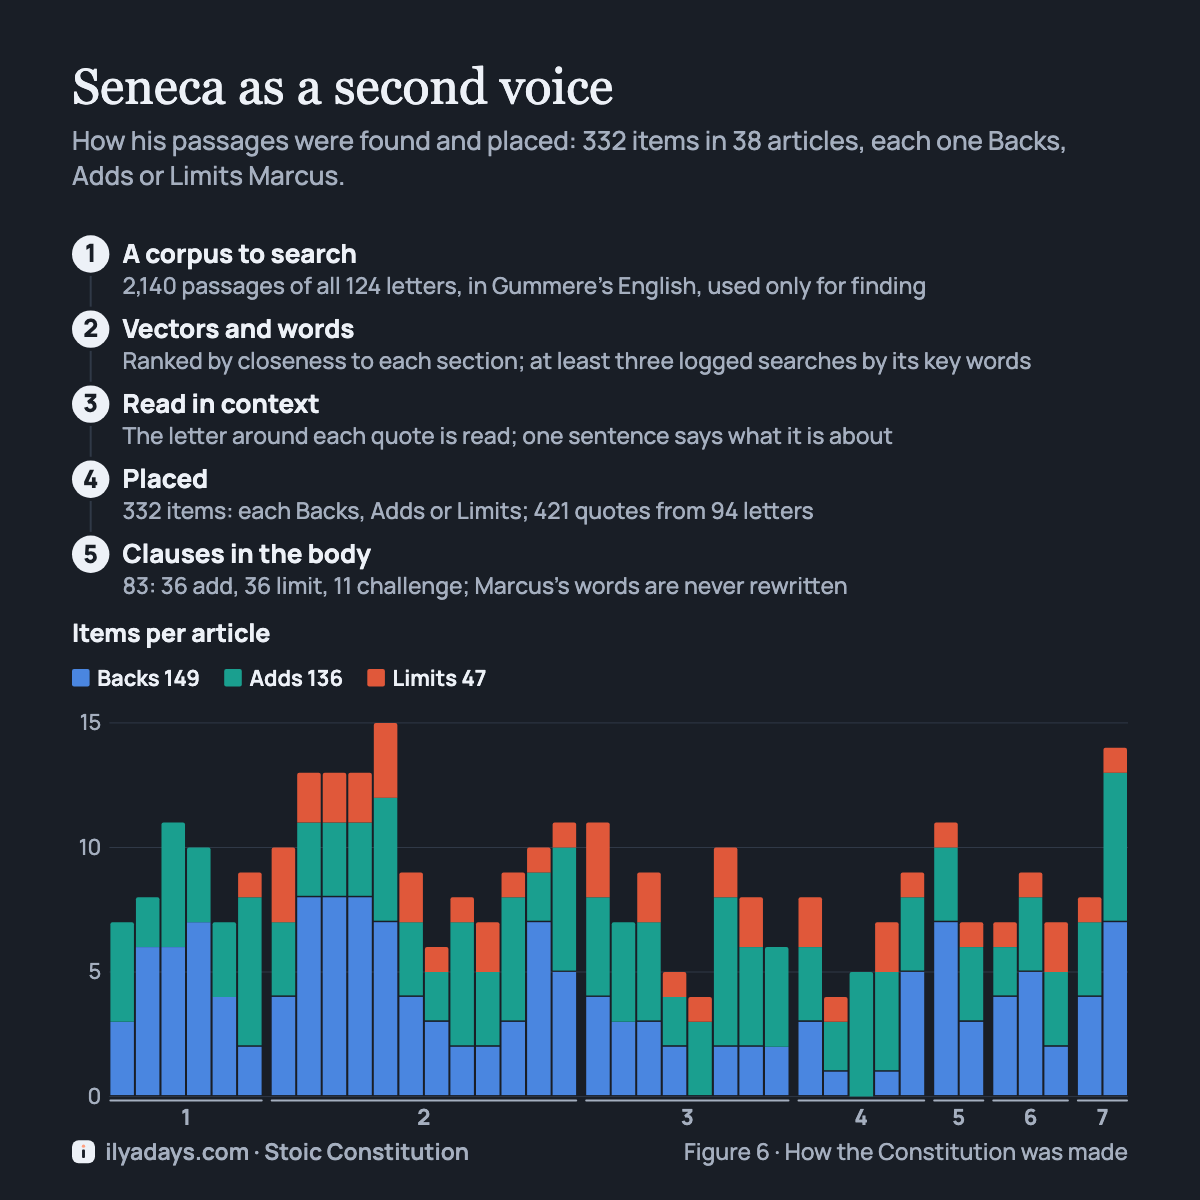 Seneca as a second voice
How his passages were found and placed: 332 items in 38 articles, each one Backs,
Adds or Limits Marcus.
1 A corpus to search
2,140 passages of all 124 letters, in Gummere’s English, used only for finding
2 Vectors and words
Ranked by closeness to each section; at least three logged searches by its key words
3 Read in context
The letter around each quote is read; one sentence says what it is about
4 Placed
332 items: each Backs, Adds or Limits; 421 quotes from 94 letters
5 Clauses in the body
83: 36 add, 36 limit, 11 challenge; Marcus’s words are never rewritten
Items per article
Backs 149 Adds 136 Limits 47
15
10
5
0
1 2 3 4 5 6 7
i ilyadays.com · Stoic Constitution Figure 6 · How the Constitution was made